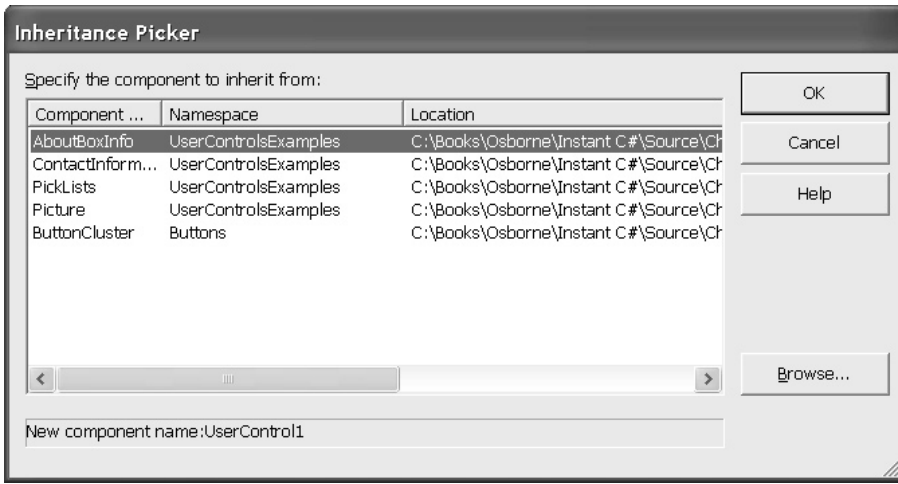 Inheritance Picker
Specify the component to inherit from:
Component ... Namespace Location
AboutBoxInfo UserControlsExamples C:\Books\Osborne\Instant C#\Source\Ch
ContactInform... UserControlsExamples C:\Books\Osborne\Instant C#\Source\Ch
PickLists UserControlsExamples C:\Books\Osborne\Instant C#\Source\Ch
Picture UserControlsExamples C:\Books\Osborne\Instant C#\Source\Ch
ButtonCluster Buttons C:\Books\Osborne\Instant C#\Source\Ch
New component name:UserControl1
OK
Cancel
Help
Browse...